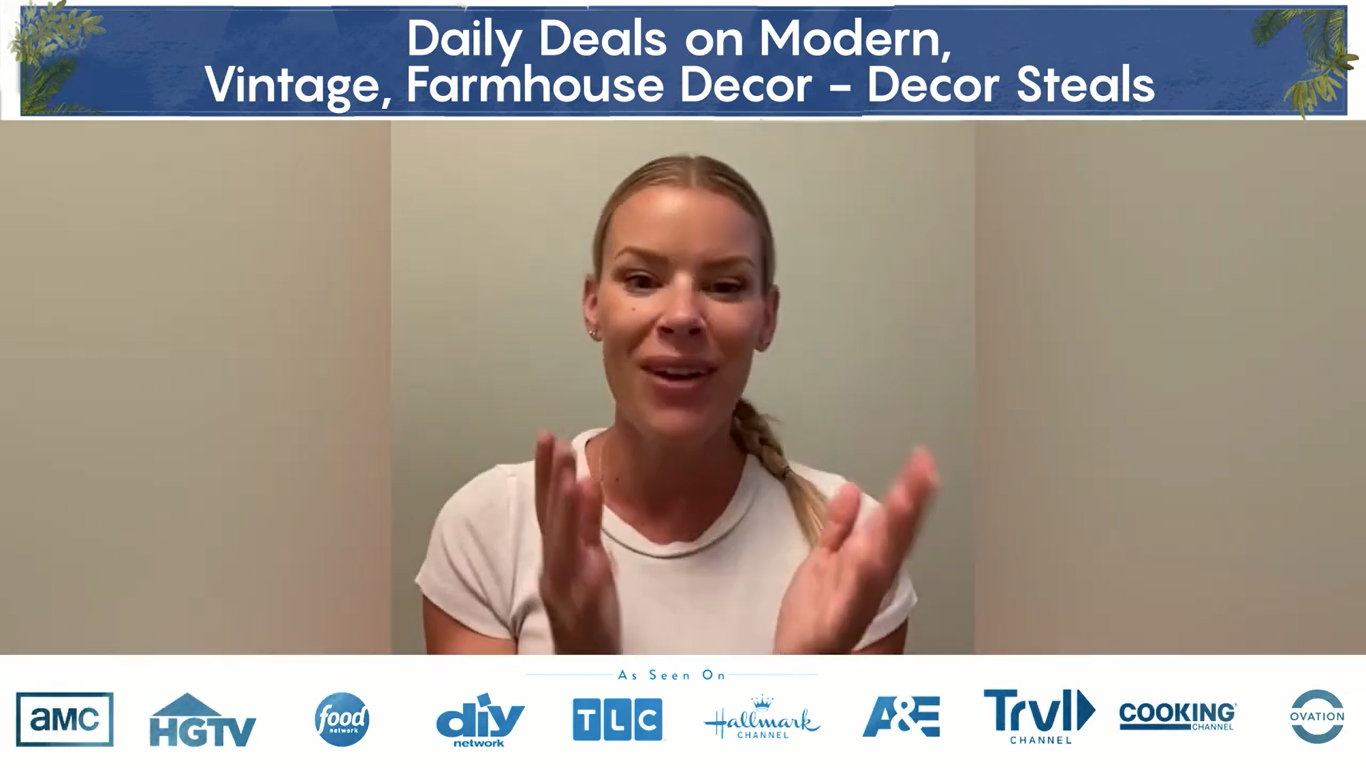 Daily Deals on Modern,
Vintage, Farmhouse Decor - Decor Steals
As Seen On
aMC
HGTV
food
network
diy
network
TLC
Hallmark
CHANNEL
A&E
Trvl
CHANNEL
COOKING
CHANNEL
OVATION